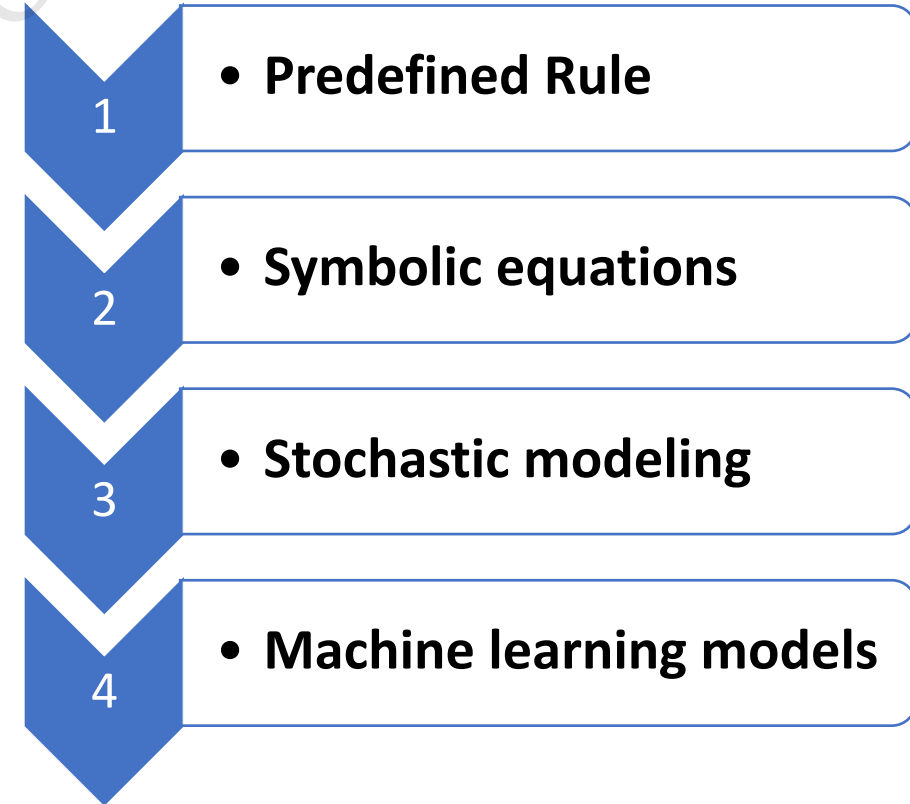 1
• Predefined Rule
2
• Symbolic equations
3
• Stochastic modeling
4
• Machine learning models